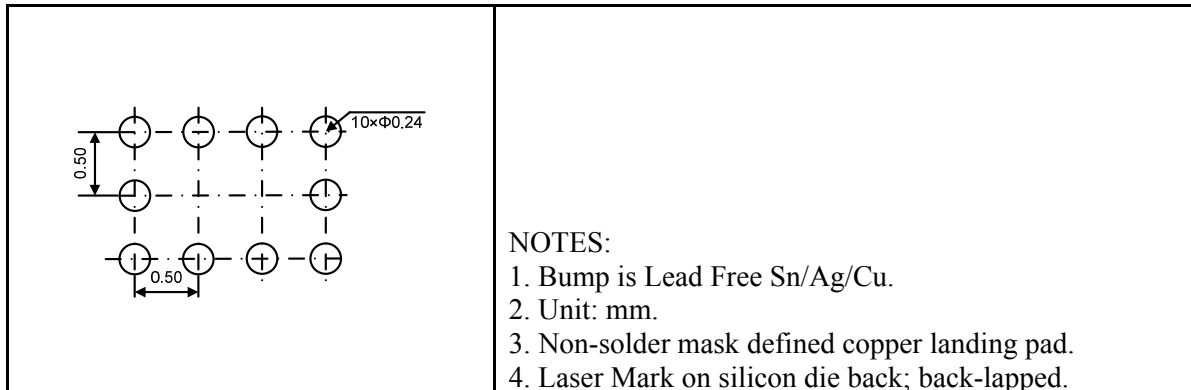 10×Φ0.24
0.50
0.50
NOTES:
1. Bump is Lead Free Sn/Ag/Cu.
2. Unit: mm.
3. Non-solder mask defined copper landing pad.
4. Laser Mark on silicon die back; back-lapped.